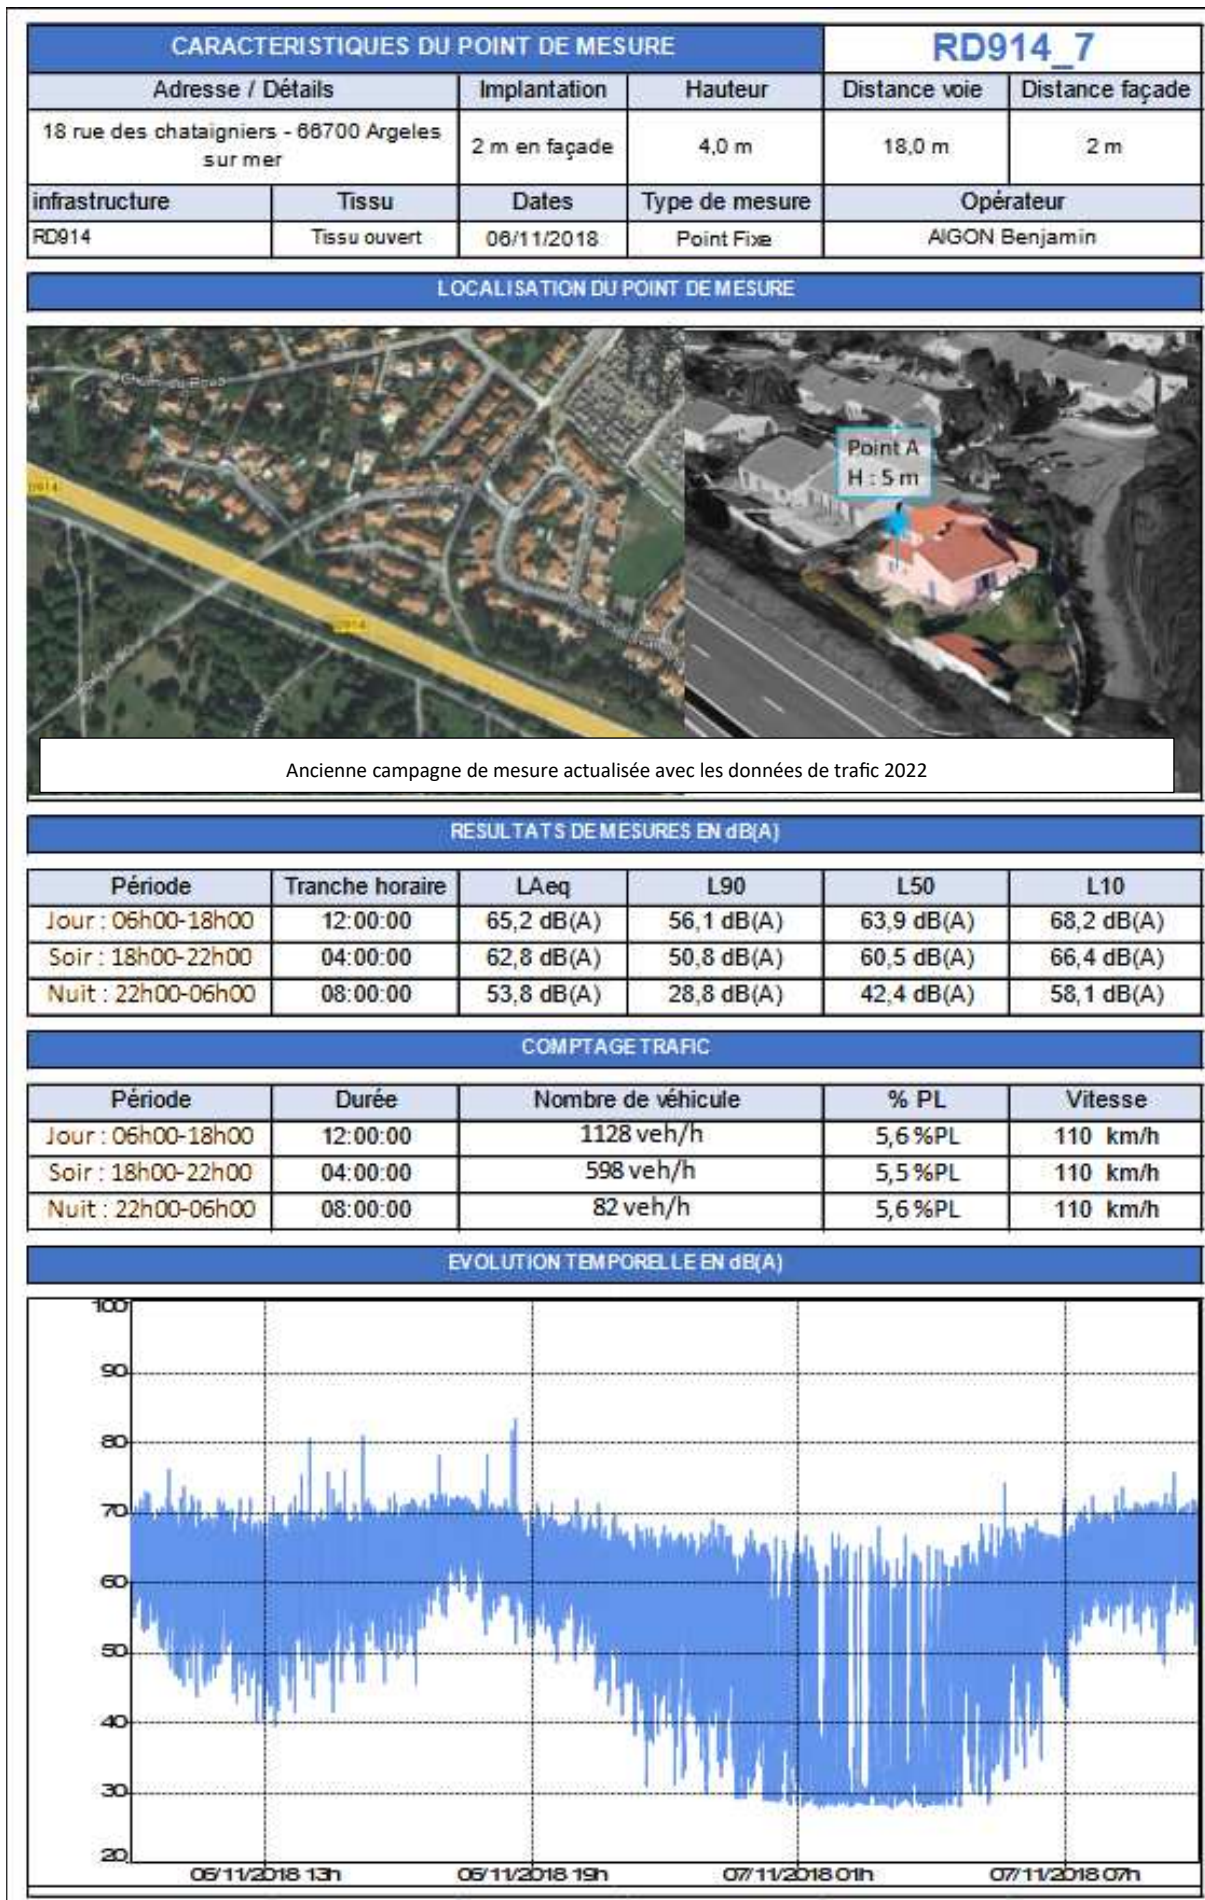 CARACTERISTIQUES DU POINT DE MESURE RD914_7
Adresse / Détails Implantation Hauteur Distance voie Distance façade
18 rue des chataigniers - 66700 Argeles
sur mer 2 m en façade 4,0 m 18,0 m 2 m
infrastructure Tissu Dates Type de mesure Opérateur
RD914 Tissu ouvert 06/11/2018 Point Fixe AIGON Benjamin
LOCALISATION DU POINT DE MESURE
Point A
H : 5 m
Ancienne campagne de mesure actualisée avec les données de trafic 2022
RESULTATS DE MESURES EN dB(A)
Période Tranche horaire LAeq L90 L50 L10
Jour : 06h00-18h00 12:00:00 65,2 dB(A) 56,1 dB(A) 63,9 dB(A) 68,2 dB(A)
Soir : 18h00-22h00 04:00:00 62,8 dB(A) 50,8 dB(A) 60,5 dB(A) 66,4 dB(A)
Nuit : 22h00-06h00 08:00:00 53,8 dB(A) 28,8 dB(A) 42,4 dB(A) 58,1 dB(A)
COMPTAGE TRAFIC
Période Durée Nombre de véhicule % PL Vitesse
Jour : 06h00-18h00 12:00:00 1128 veh/h 5,6 %PL 110 km/h
Soir : 18h00-22h00 04:00:00 598 veh/h 5,5 %PL 110 km/h
Nuit : 22h00-06h00 08:00:00 82 veh/h 5,6 %PL 110 km/h
EVOLUTION TEMPORELLE EN dB(A)
100
90
80
70
60
50
40
30
20
06/11/2018 13h 06/11/2018 19h 07/11/2018 01h 07/11/2018 07h